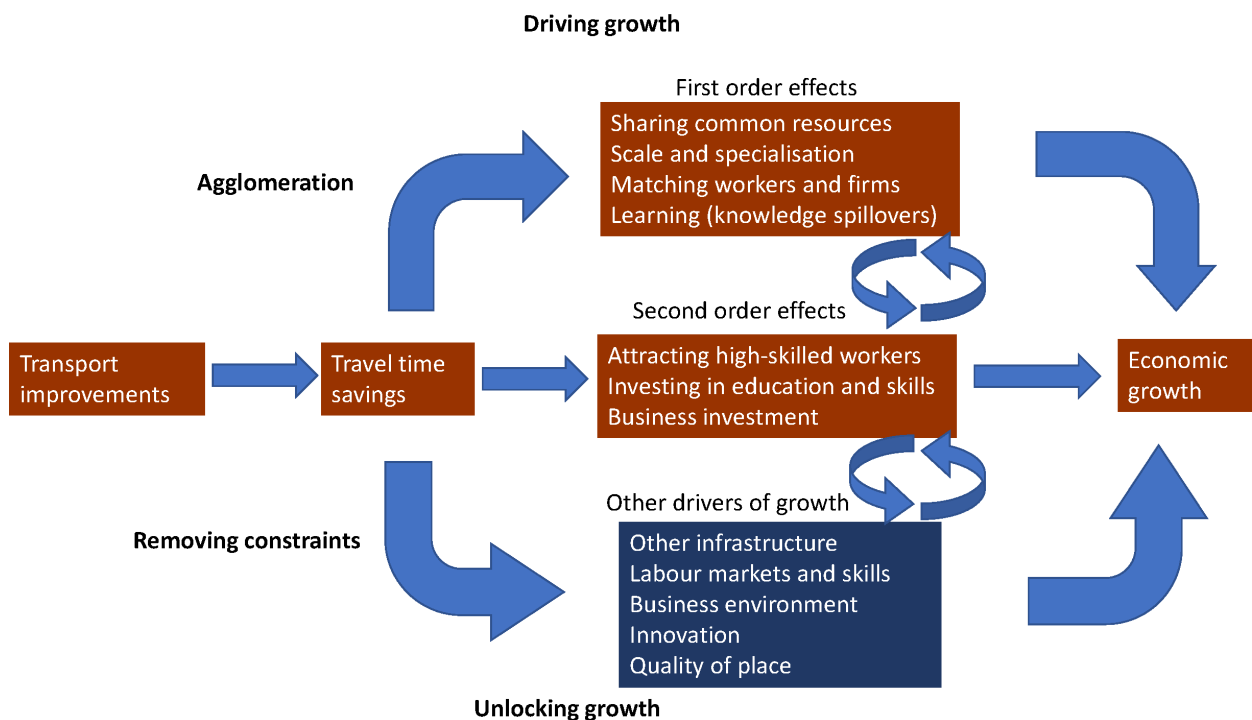 Driving growth
First order effects
Sharing common resources
Scale and specialisation
Matching workers and firms
Learning (knowledge spillovers)
Agglomeration
Second order effects
Transport
improvements
Travel time
savings
Attracting high-skilled workers
Investing in education and skills
Business investment
Economic
growth
Other drivers of growth
Removing constraints
Other infrastructure
Labour markets and skills
Business environment
Innovation
Quality of place
Unlocking growth